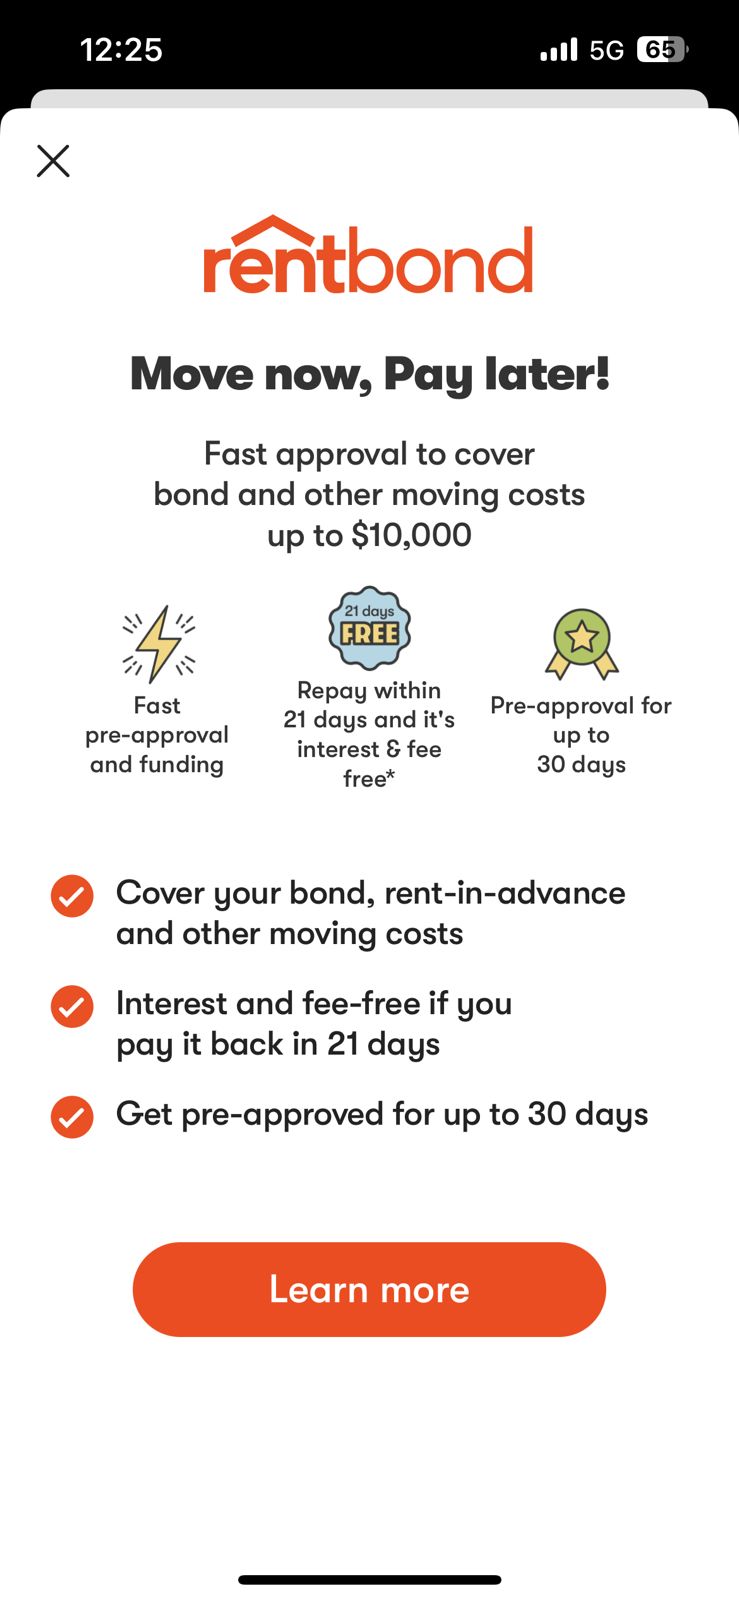 12:25
5G
65
rentbond
Move now, Pay later!
Fast approval to cover
bond and other moving costs
up to $10,000
Fast
pre-approval
and funding
21 days
FREE
Repay within
21 days and it's
interest & fee
free*
Pre-approval for
up to
30 days
Cover your bond, rent-in-advance
and other moving costs
Interest and fee-free if you
pay it back in 21 days
Get pre-approved for up to 30 days
Learn more